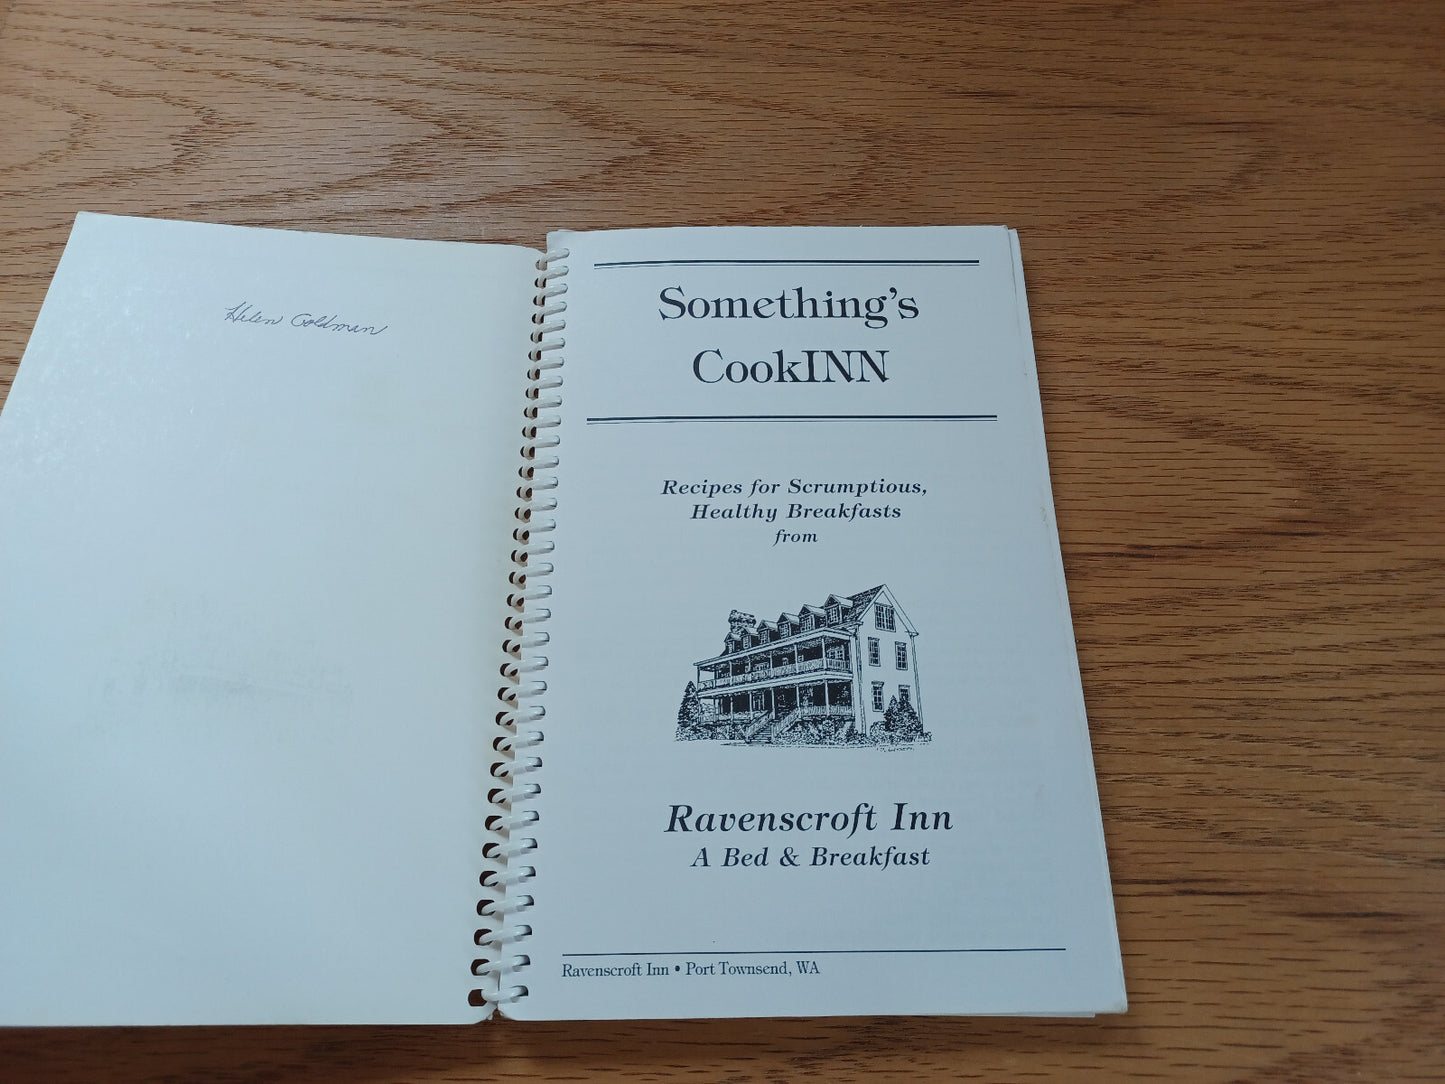 Helen Goldman
Something's
CookINN
Recipes for Scrumptious,
Healthy Breakfasts
from
Ravenscroft Inn
A Bed & Breakfast
Ravenscroft Inn • Port Townsend, WA